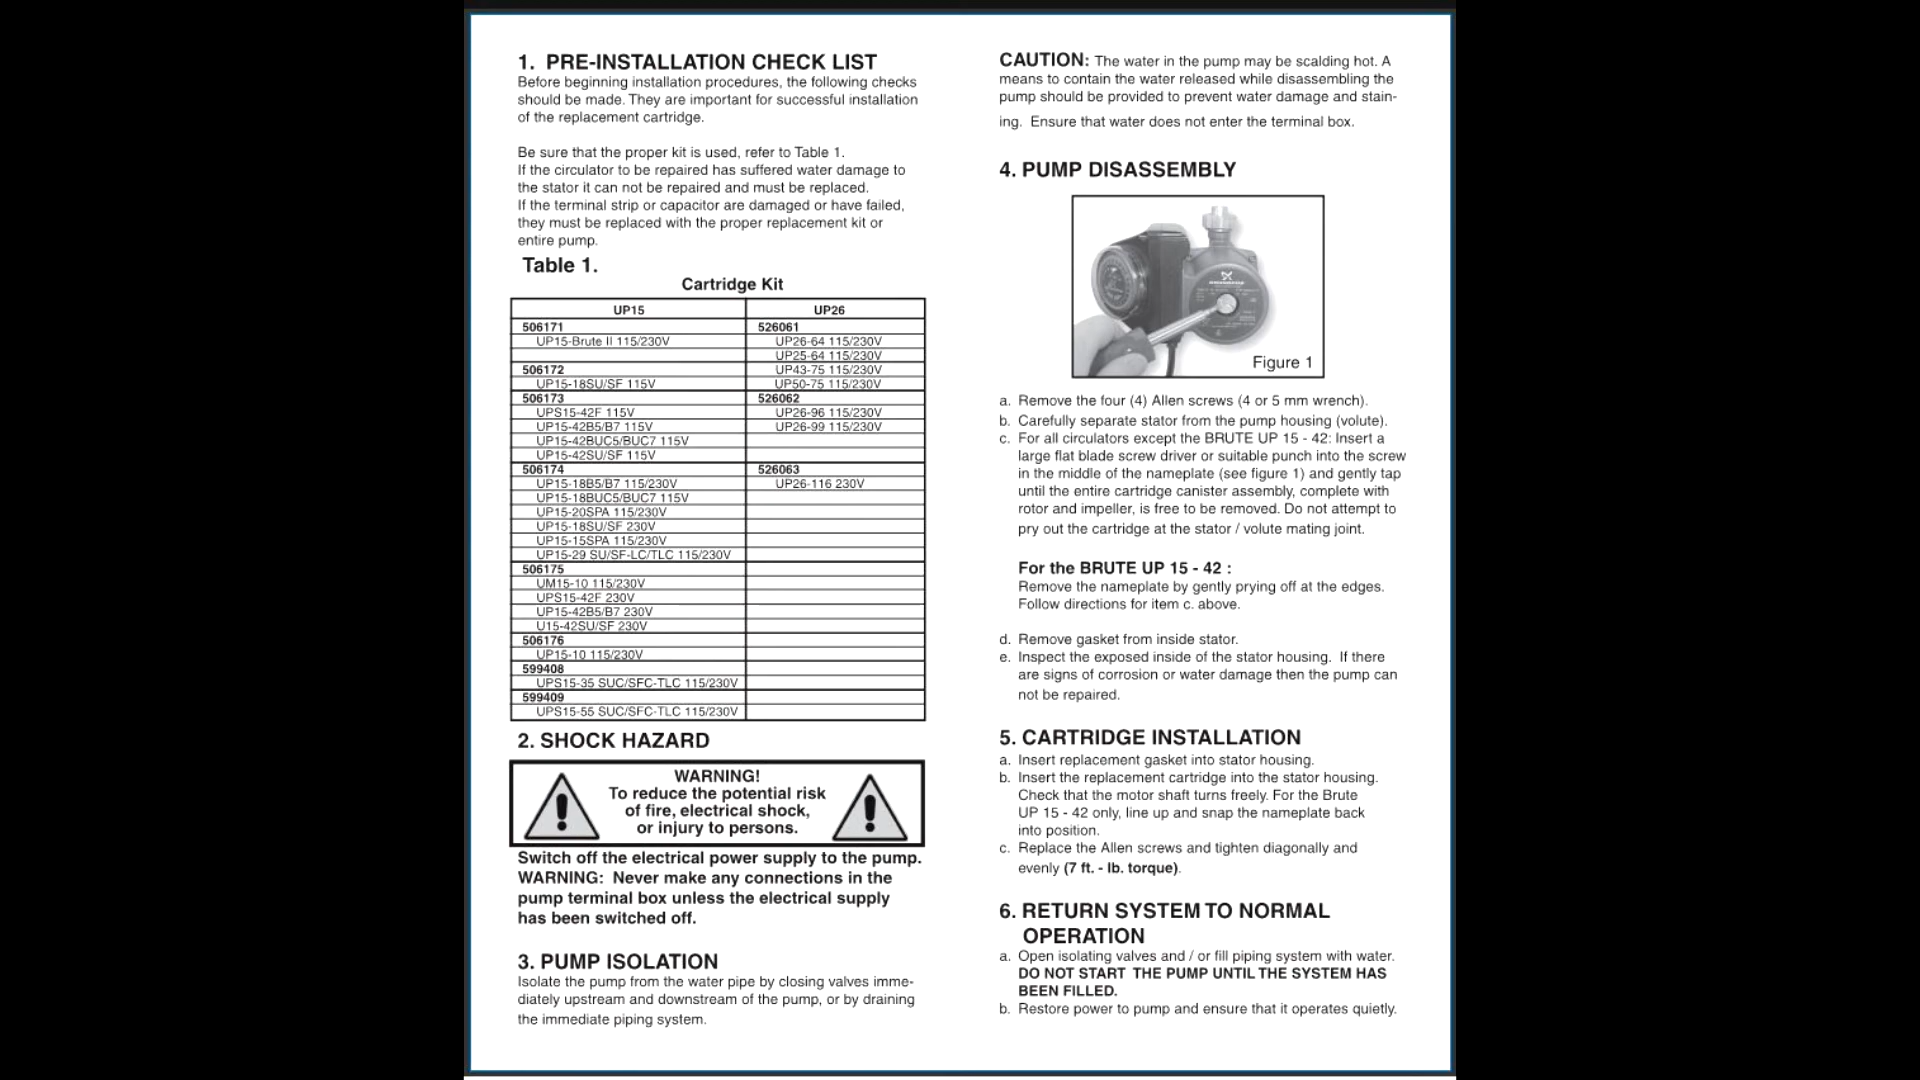 1. PRE-INSTALLATION CHECK LIST
Before beginning installation procedures, the following checks
should be made. They are important for successful installation
of the replacement cartridge.
Be sure that the proper kit is used, refer to Table 1.
If the circulator to be repaired has suffered water damage to
the stator it can not be repaired and must be replaced.
If the terminal strip or capacitor are damaged or have failed,
they must be replaced with the proper replacement kit or
entire pump.
Table 1.
Cartridge Kit
UP15 UP26
506171 526061
UP15-Brute II 115/230V UP26-64 115/230V
UP25-64 115/230V
506172 UP43-75 115/230V
UP15-18SU/SF 115V UP50-75 115/230V
506173 526062
UPS15-42F 115V UP26-96 115/230V
UP15-42B5/B7 115V UP26-99 115/230V
UP15-42BUC5/BUC7 115V
UP15-42SU/SF 115V
506174 526063
UP15-18B5/B7 115/230V UP26-116 230V
UP15-18BUC5/BUC7 115V
UP15-20SPA 115/230V
UP15-18SU/SF 230V
UP15-15SPA 115/230V
UP15-29 SU/SF-LC/TLC 115/230V
506175
UM15-10 115/230V
UPS15-42F 230V
UP15-42B5/B7 230V
U15-42SU/SF 230V
506176
UP15-10 115/230V
599408
UPS15-35 SUC/SFC-TLC 115/230V
599409
UPS15-55 SUC/SFC-TLC 115/230V
2. SHOCK HAZARD
WARNING!
To reduce the potential risk
of fire, electrical shock,
or injury to persons.
Switch off the electrical power supply to the pump.
WARNING: Never make any connections in the
pump terminal box unless the electrical supply
has been switched off.
3. PUMP ISOLATION
Isolate the pump from the water pipe by closing valves imme-
diately upstream and downstream of the pump, or by draining
the immediate piping system.
CAUTION: The water in the pump may be scalding hot. A
means to contain the water released while disassembling the
pump should be provided to prevent water damage and stain-
ing. Ensure that water does not enter the terminal box.
4. PUMP DISASSEMBLY
Figure 1
a. Remove the four (4) Allen screws (4 or 5 mm wrench).
b. Carefully separate stator from the pump housing (volute).
c. For all circulators except the BRUTE UP 15 - 42: Insert a
large flat blade screw driver or suitable punch into the screw
in the middle of the nameplate (see figure 1) and gently tap
until the entire cartridge canister assembly, complete with
rotor and impeller, is free to be removed. Do not attempt to
pry out the cartridge at the stator / volute mating joint.
For the BRUTE UP 15 - 42 :
Remove the nameplate by gently prying off at the edges.
Follow directions for item c. above.
d. Remove gasket from inside stator.
e. Inspect the exposed inside of the stator housing. If there
are signs of corrosion or water damage then the pump can
not be repaired.
5. CARTRIDGE INSTALLATION
a. Insert replacement gasket into stator housing.
b. Insert the replacement cartridge into the stator housing.
Check that the motor shaft turns freely. For the Brute
UP 15 - 42 only, line up and snap the nameplate back
into position.
c. Replace the Allen screws and tighten diagonally and
evenly (7 ft. - lb. torque).
6. RETURN SYSTEM TO NORMAL
OPERATION
a. Open isolating valves and / or fill piping system with water.
DO NOT START THE PUMP UNTIL THE SYSTEM HAS
BEEN FILLED.
b. Restore power to pump and ensure that it operates quietly.